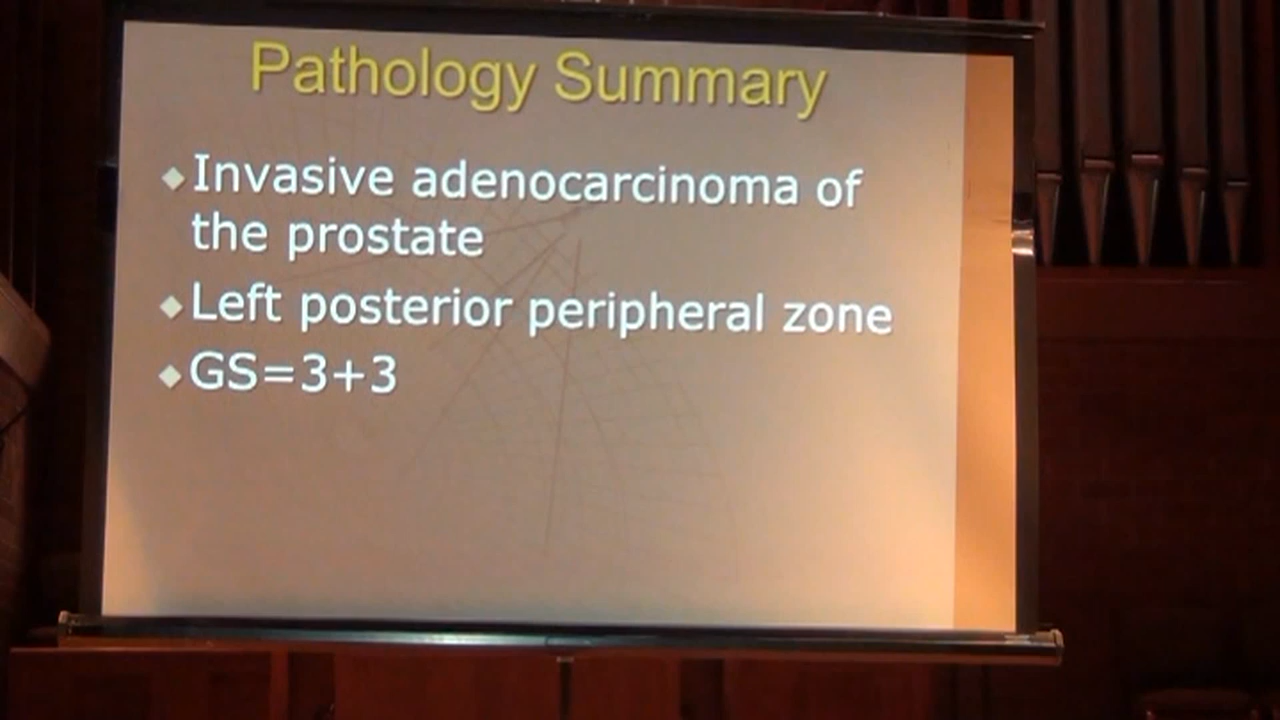 Pathology Summary
Invasive adenocarcinoma of
the prostate
Left posterior peripheral zone
GS=3+3